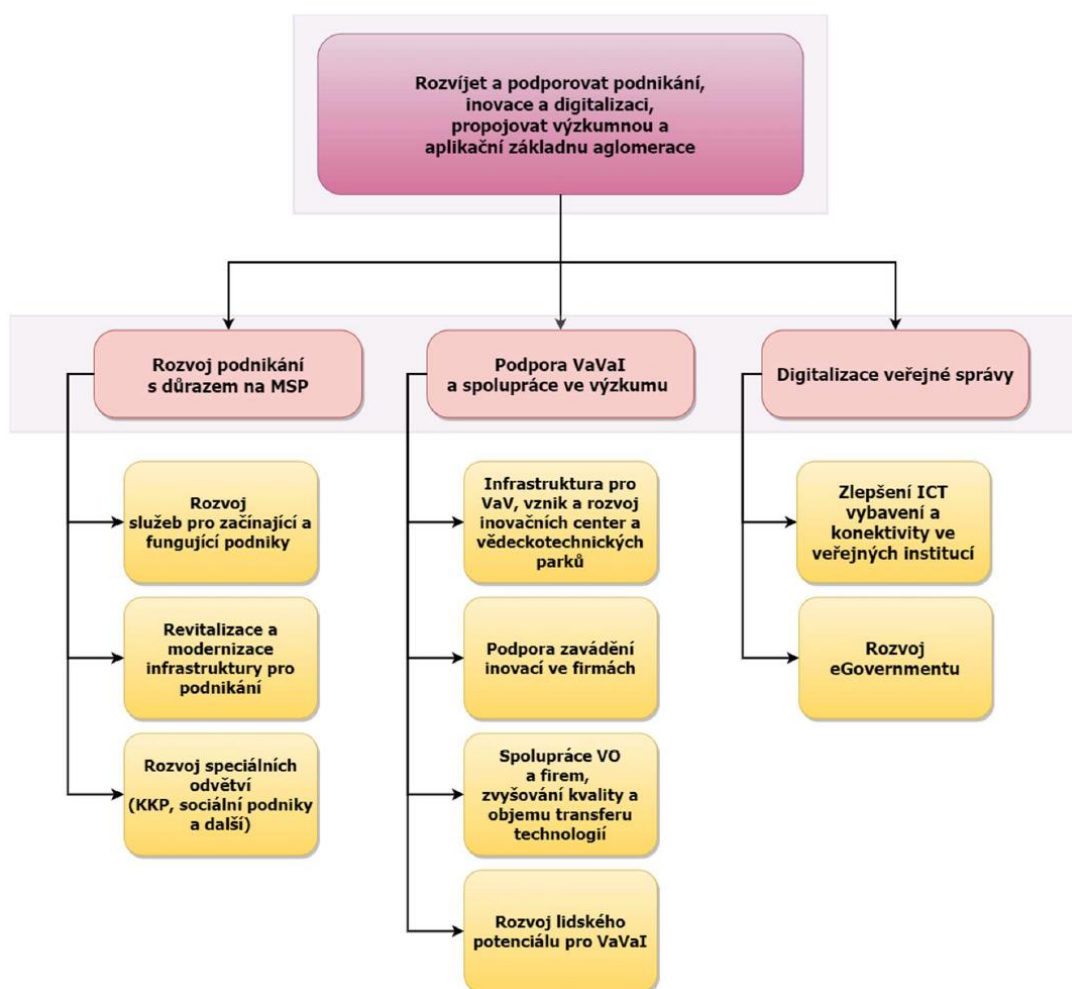 Rozvíjet a podporovat podnikání,
inovace a digitalizaci,
propojovat výzkumnou a
aplikační základnu aglomerace
Rozvoj podnikání
s důrazem na MSP
Podpora VaVaI
a spolupráce ve výzkumu
Digitalizace veřejné správy
Rozvoj
služeb pro začínající a
fungující podniky
Revitalizace a
modernizace
infrastruktury pro
podnikání
Rozvoj speciálních
odvětví
(KKP, sociální podniky
a další)
Infrastruktura pro
VaV, vznik a rozvoj
inovačních center a
vědeckotechnických
parků
Podpora zavádění
inovací ve firmách
Spolupráce VO
a firem,
zvyšování kvality a
objemu transferu
technologií
Rozvoj lidského
potenciálu pro VaVaI
Zlepšení ICT
vybavení a
konektivity ve
veřejných institucí
Rozvoj
eGovernmentu